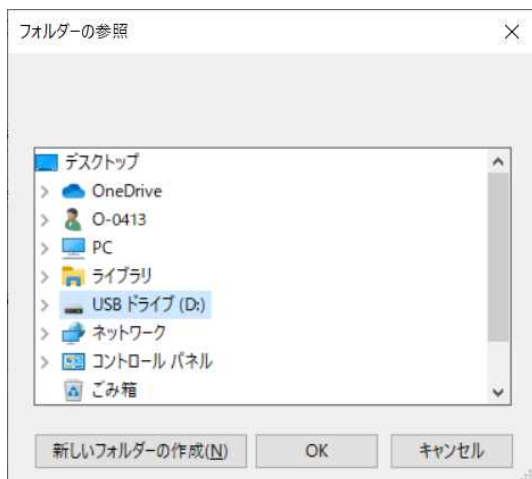 フォルダーの参照
デスクトップ
OneDrive
O-0413
PC
ライブラリ
USB ドライブ (D:)
ネットワーク
コントロール パネル
ごみ箱
新しいフォルダーの作成(N) OK キャンセル